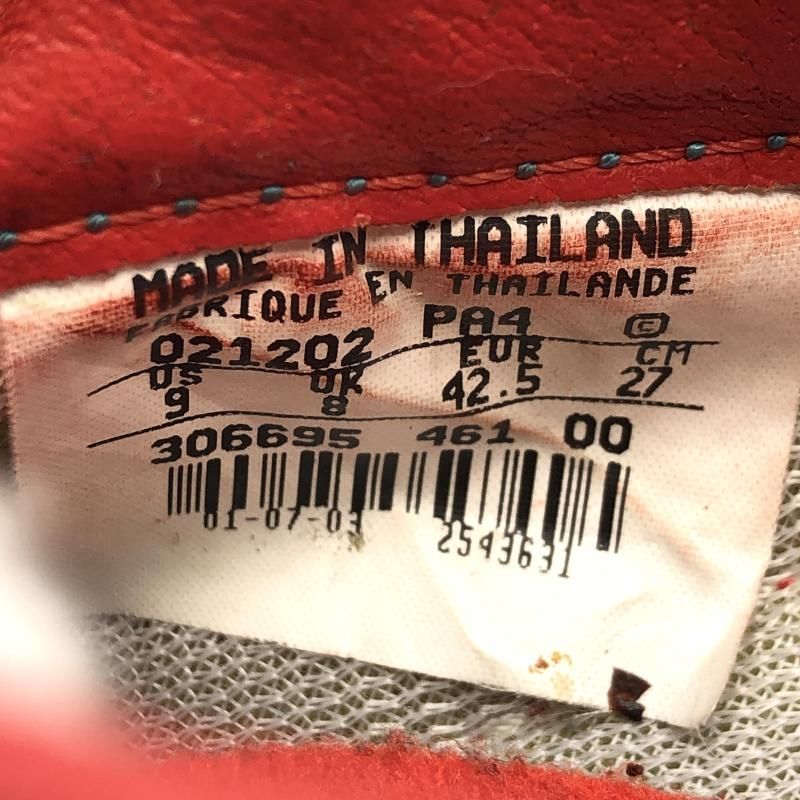 MADE IN THAILAND
FABRIQUE EN THAILANDE
021202 PA4 ©
US UK EUR CM
9 8 42.5 27
306695 461 00
01-07-03 2543631